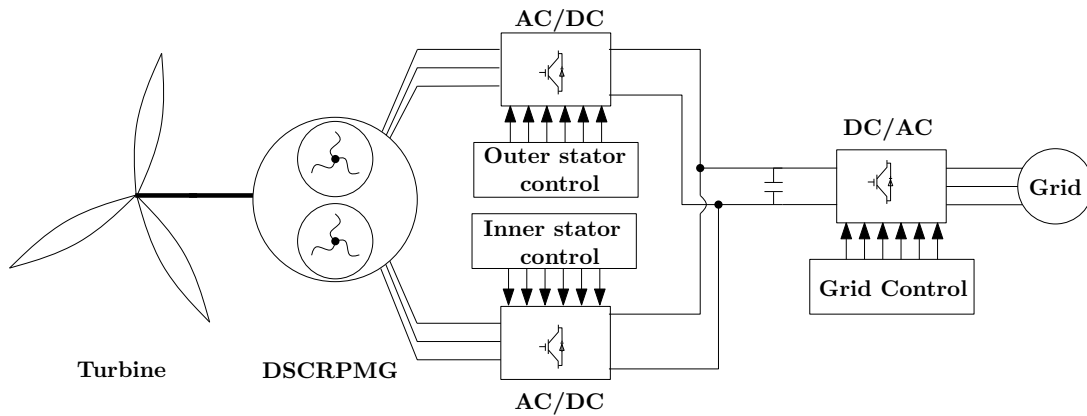 AC/DC
Outer stator
control
DC/AC
Grid
Inner stator
control
Grid Control
Turbine
DSCRPMG
AC/DC